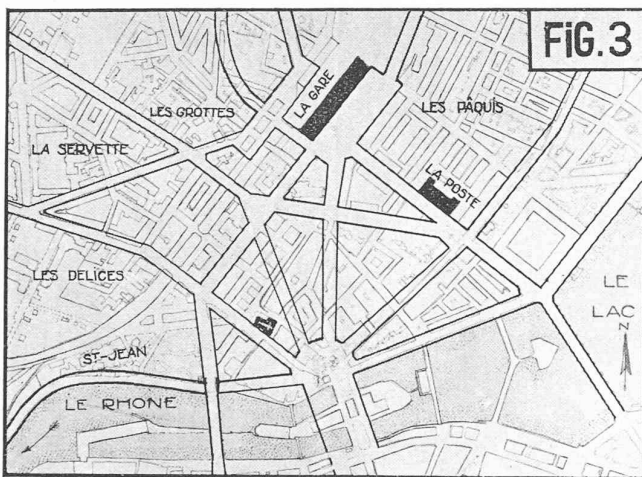 FiG. 3
LA GARE
LES GROTTES
LES PÂQUIS
LA SERVETTE
LA POSTE
LES DÉLICES
LE
LAC
N
ST-JEAN
LE RHONE